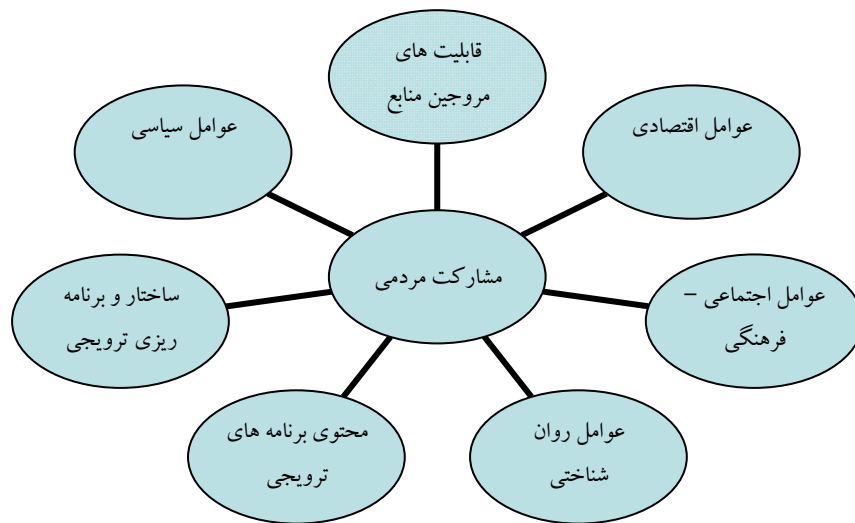 قابلیت های
مروجین منابع
عوامل سیاسی
عوامل اقتصادی
مشارکت مردمی
ساختار و برنامه
ریزی ترویجی
عوامل اجتماعی –
فرهنگی
محتوی برنامه های
ترویجی
عوامل روان
شناختی